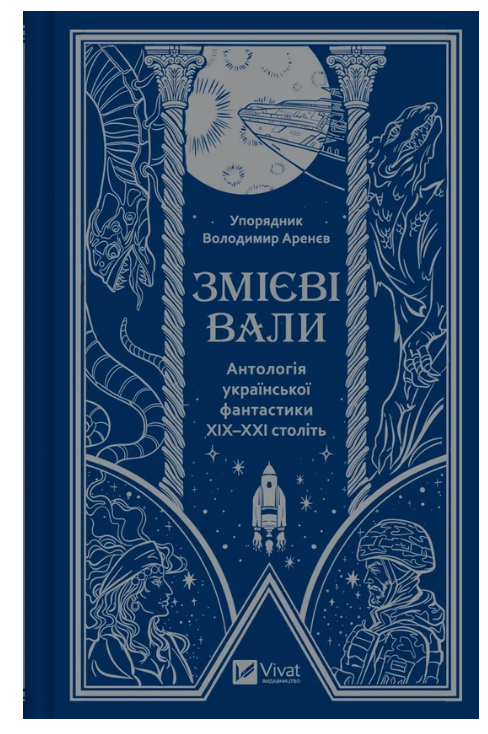 Упорядник
Володимир Аренєв
ЗМІЄВІ
ВАЛИ
Антологія
української
фантастики
XIX–XXI століть
Vivat
ВИДАВНИЦТВО